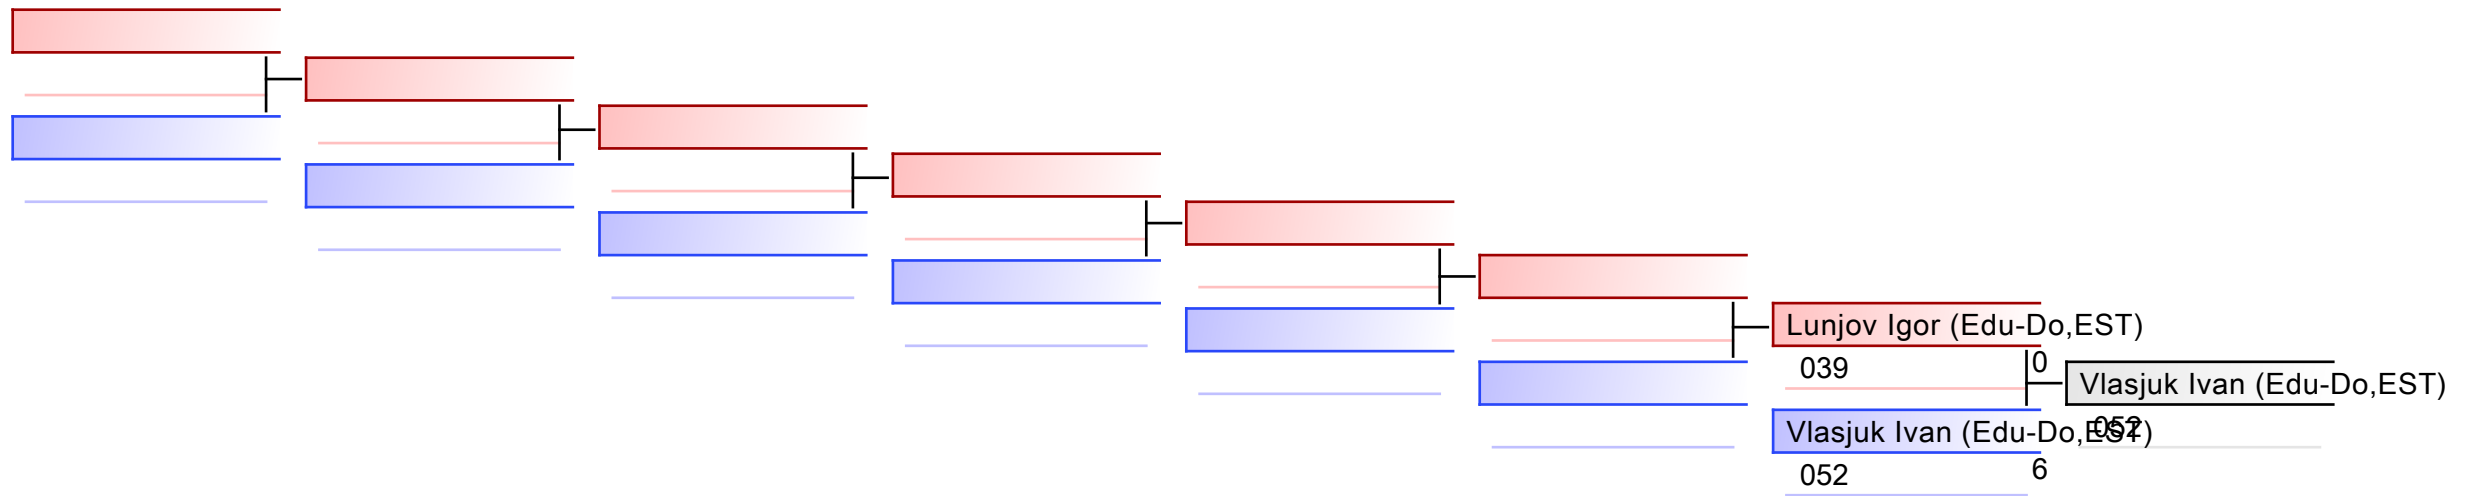 Lunjov Igor (Edu-Do,EST)
039
0
Vlasjuk Ivan (Edu-Do,EST)
052
Vlasjuk Ivan (Edu-Do,EST)
052
6